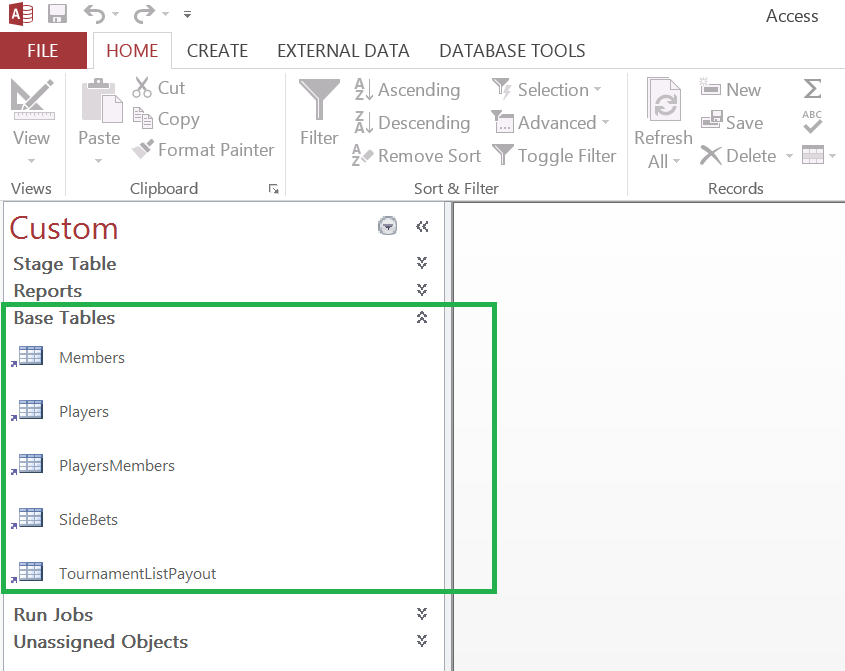 Access
FILE HOME CREATE EXTERNAL DATA DATABASE TOOLS
View
Views
Paste
Cut
Copy
Format Painter
Clipboard
Filter
Ascending
Descending
Remove Sort
Selection
Advanced
Toggle Filter
Sort & Filter
Refresh
All
New
Save
Delete
Σ
ABC
Records
Custom
Stage Table
Reports
Base Tables
Members
Players
PlayersMembers
SideBets
TournamentListPayout
Run Jobs
Unassigned Objects